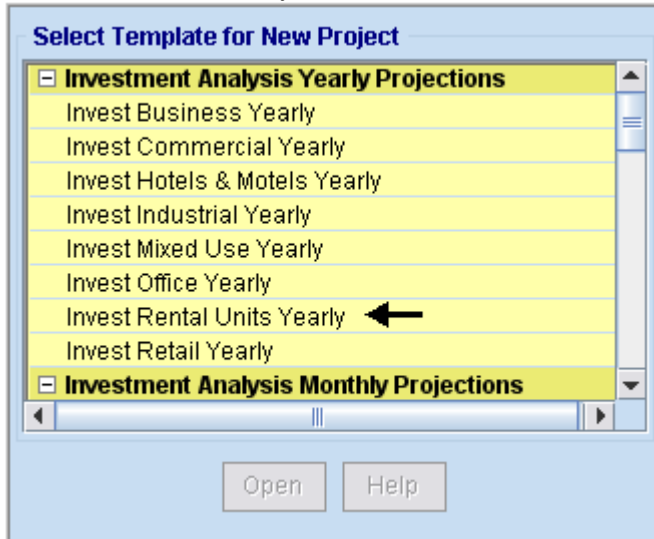 Select Template for New Project
Investment Analysis Yearly Projections
Invest Business Yearly
Invest Commercial Yearly
Invest Hotels & Motels Yearly
Invest Industrial Yearly
Invest Mixed Use Yearly
Invest Office Yearly
Invest Rental Units Yearly
Invest Retail Yearly
Investment Analysis Monthly Projections
Open Help